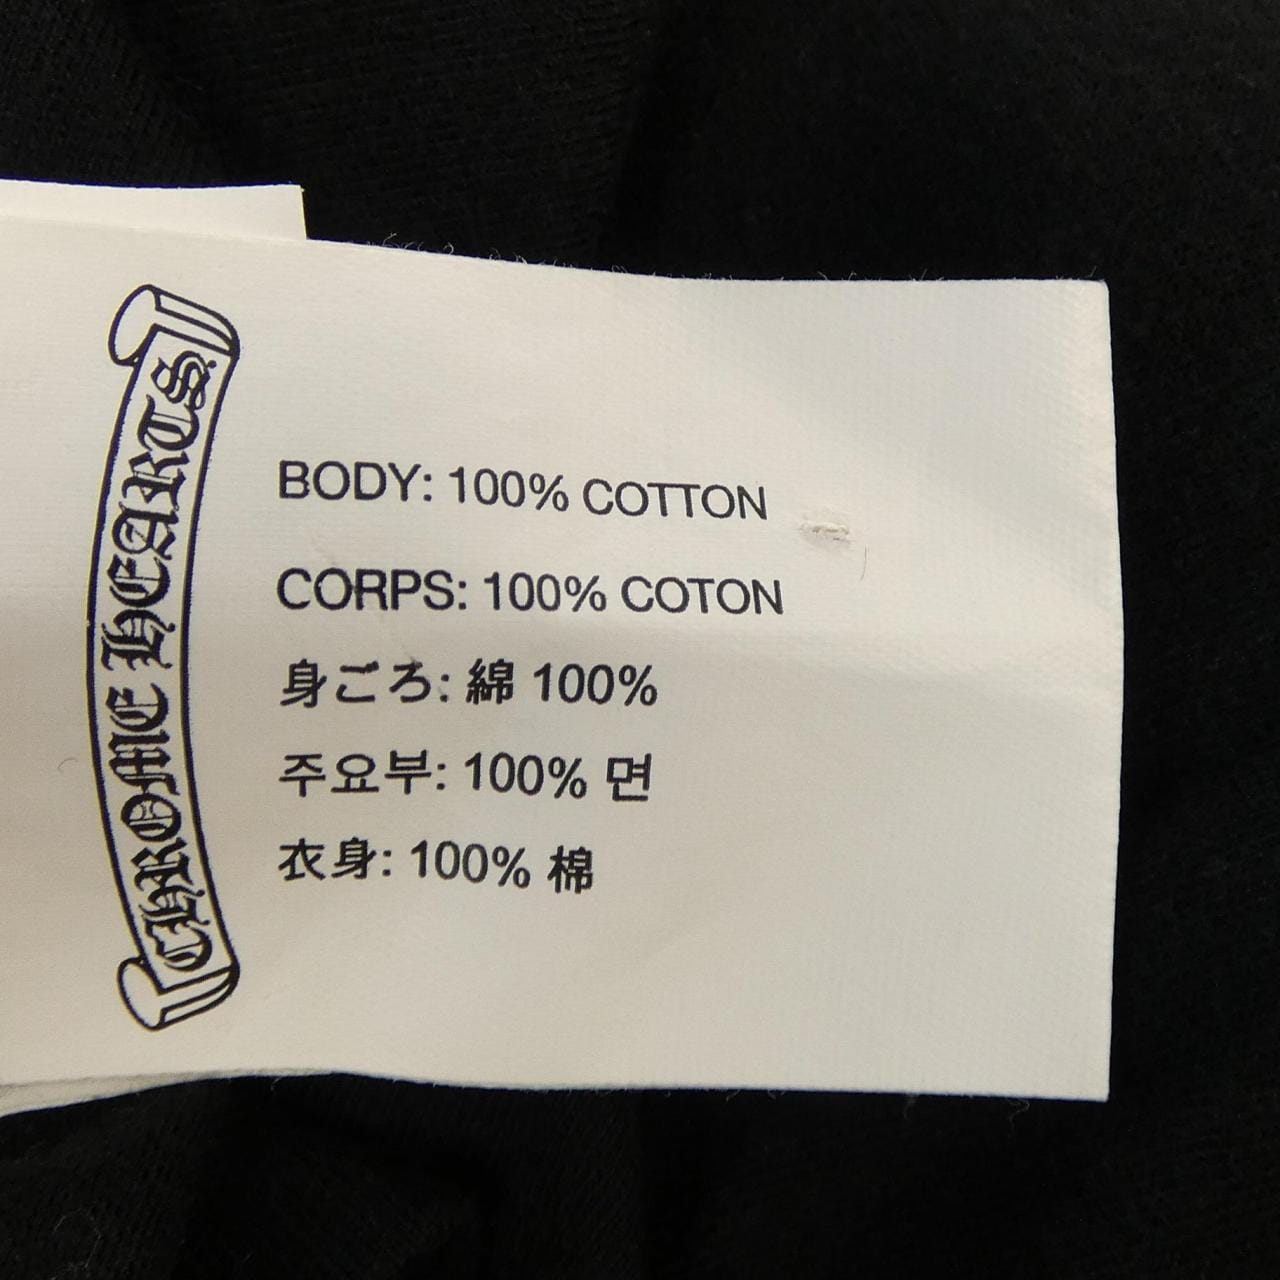 CHROME HEARTS
BODY: 100% COTTON
CORPS: 100% COTON
身ごろ: 綿 100%
주요부: 100% 면
衣身: 100% 棉